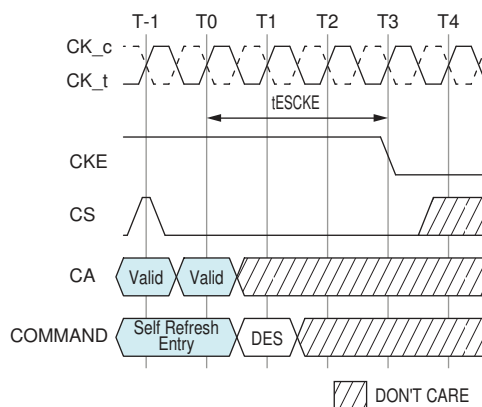 T-1 T0 T1 T2 T3 T4
CK_c
CK_t
tESCKE
CKE
CS
CA Valid Valid
COMMAND Self Refresh Entry DES
DON'T CARE